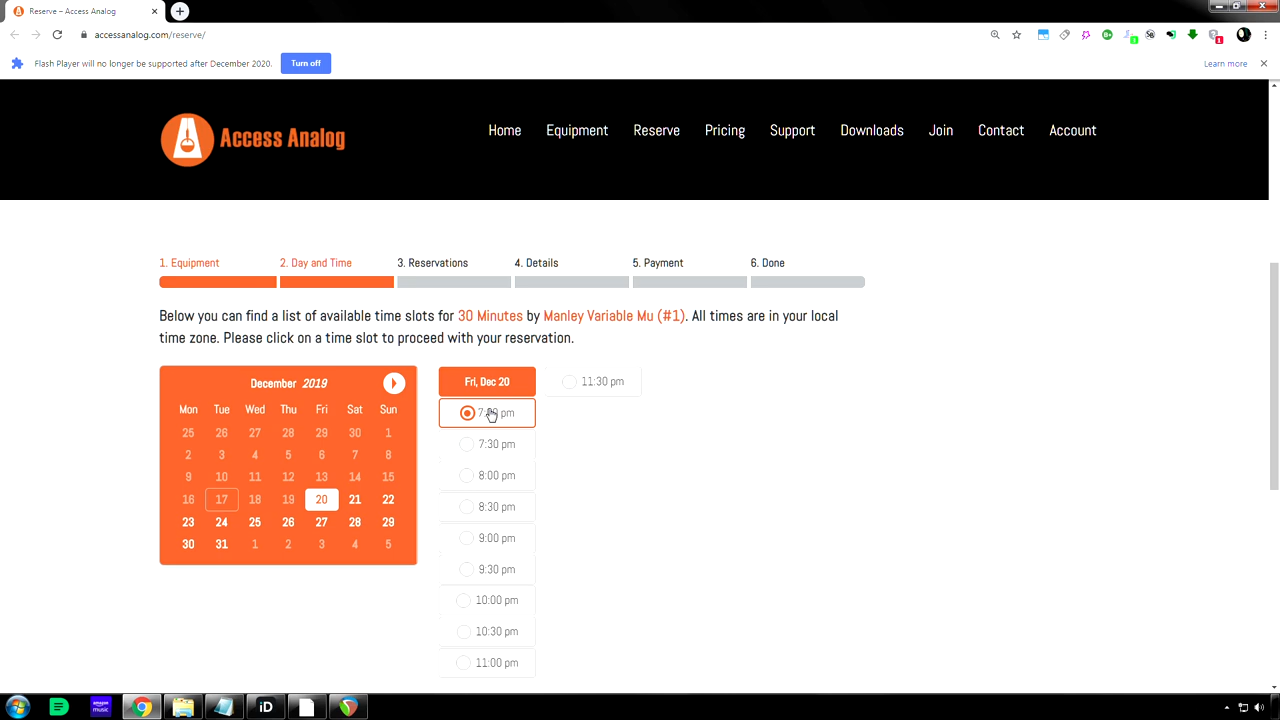 Reserve – Access Analog
accessanalog.com/reserve/
Flash Player will no longer be supported after December 2020. Turn off Learn more
Access Analog Home Equipment Reserve Pricing Support Downloads Join Contact Account
1. Equipment 2. Day and Time 3. Reservations 4. Details 5. Payment 6. Done
Below you can find a list of available time slots for 30 Minutes by Manley Variable Mu (#1). All times are in your local
time zone. Please click on a time slot to proceed with your reservation.
December 2019
Mon Tue Wed Thu Fri Sat Sun
25 26 27 28 29 30 1
2 3 4 5 6 7 8
9 10 11 12 13 14 15
16 17 18 19 20 21 22
23 24 25 26 27 28 29
30 31 1 2 3 4 5
Fri, Dec 20
pm
7:30 pm
8:00 pm
8:30 pm
9:00 pm
9:30 pm
10:00 pm
10:30 pm
11:00 pm
11:30 pm
amazon
music
iD